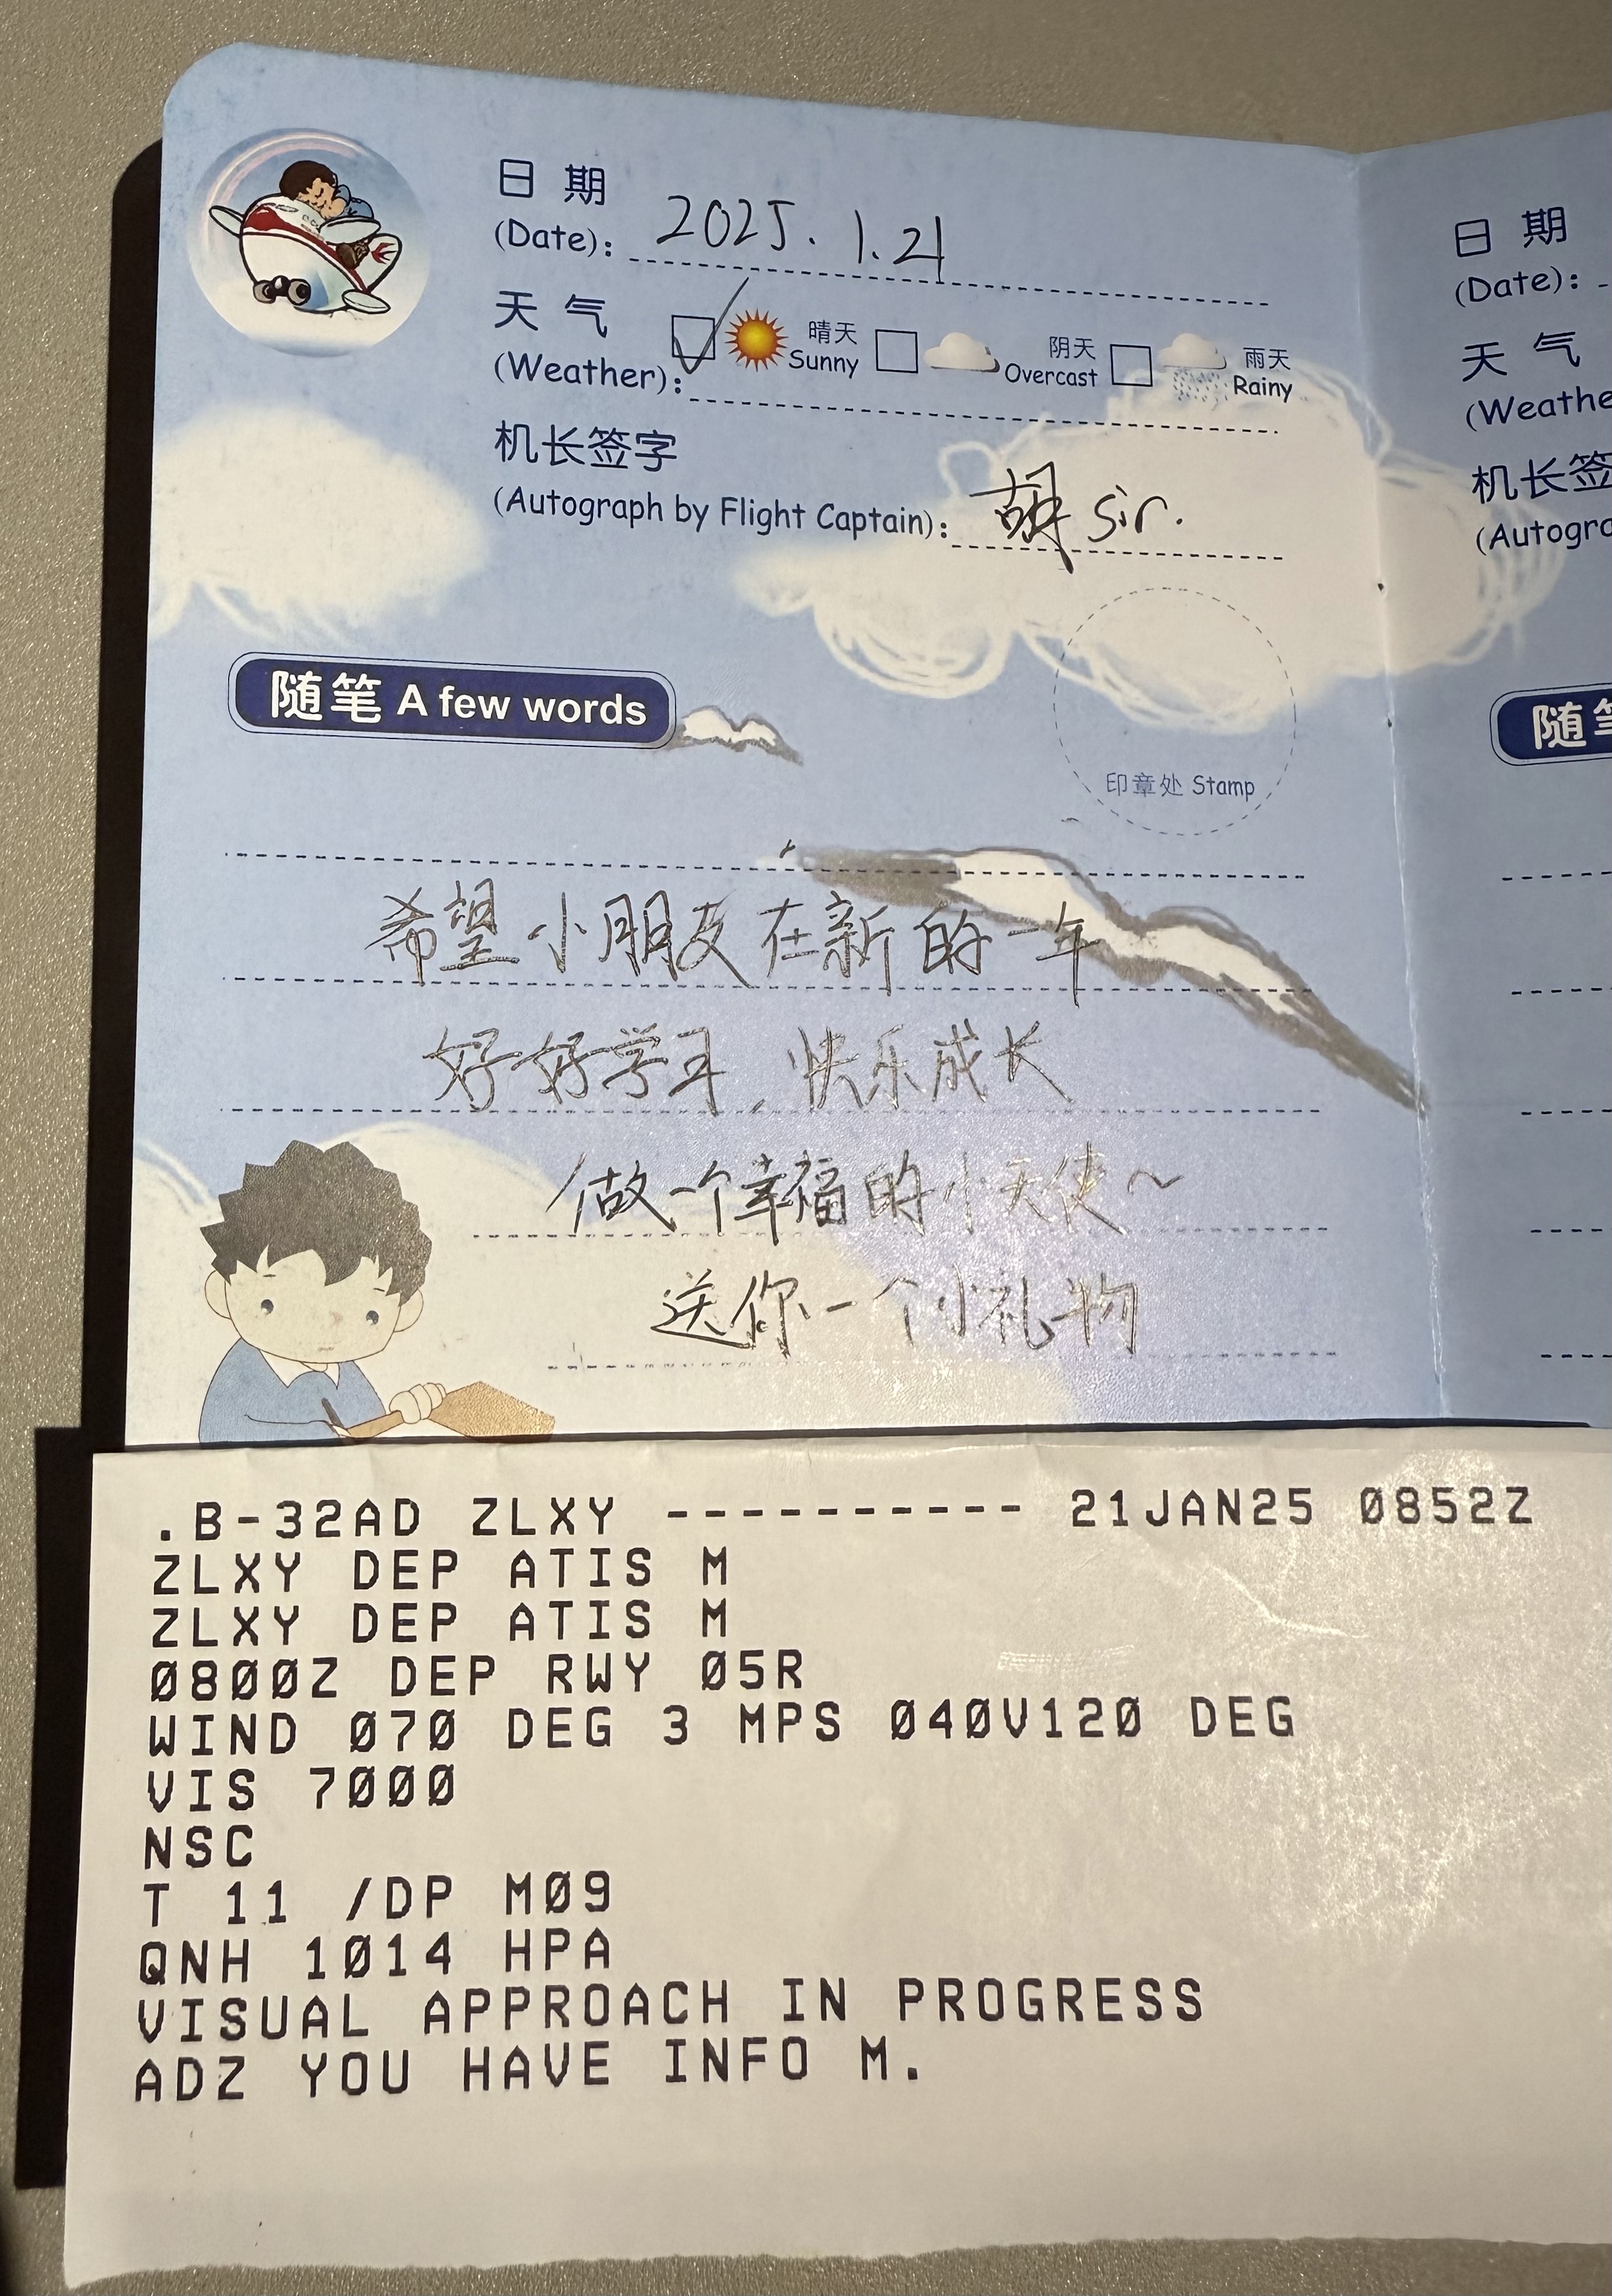 日期
(Date): 2025. 1.21
天气
(Weather): 晴天 Sunny 阴天 Overcast 雨天 Rainy
机长签字
(Autograph by Flight Captain): 胡 sir.
印章处 Stamp
随笔 A few words
希望小朋友在新的一年
好好学习, 快乐成长
做一个幸福的小天使~
送你一个小礼物
日期
(Date):
天气
(Weathe
机长签
(Autogra
随笔
.B-32AD ZLXY ---------- 21JAN25 0852Z
ZLXY DEP ATIS M
ZLXY DEP ATIS M
0800Z DEP RWY 05R
WIND 070 DEG 3 MPS 040V120 DEG
VIS 7000
NSC
T 11 /DP M09
QNH 1014 HPA
VISUAL APPROACH IN PROGRESS
ADZ YOU HAVE INFO M.